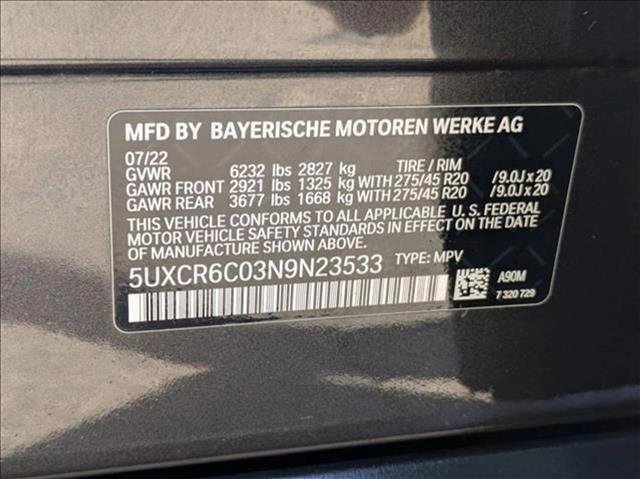 MFD BY BAYERISCHE MOTOREN WERKE AG
07/22
GVWR 6232 lbs 2827 kg TIRE / RIM
GAWR FRONT 2921 lbs 1325 kg WITH 275/45 R20 /9.0J x 20
GAWR REAR 3677 lbs 1668 kg WITH 275/45 R20 /9.0J x 20
THIS VEHICLE CONFORMS TO ALL APPLICABLE U. S. FEDERAL
MOTOR VEHICLE SAFETY STANDARDS IN EFFECT ON THE DATE
OF MANUFACTURE SHOWN ABOVE.
5UXCR6C03N9N23533 TYPE: MPV
A90M
7 320 729